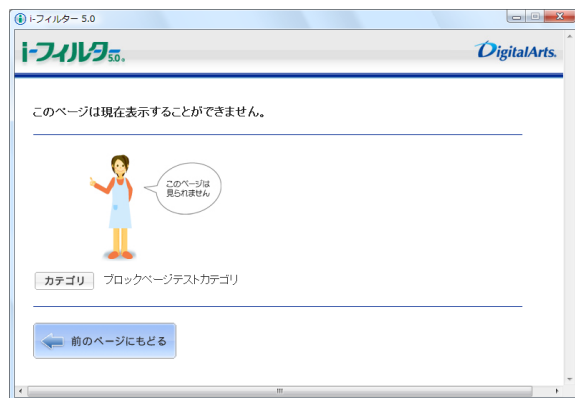 i-フィルター 5.0
i-フィルター5.0.
DigitalArts.
このページは現在表示することができません。
このページは
見られません
カテゴリ ブロックページテストカテゴリ
前のページにもどる